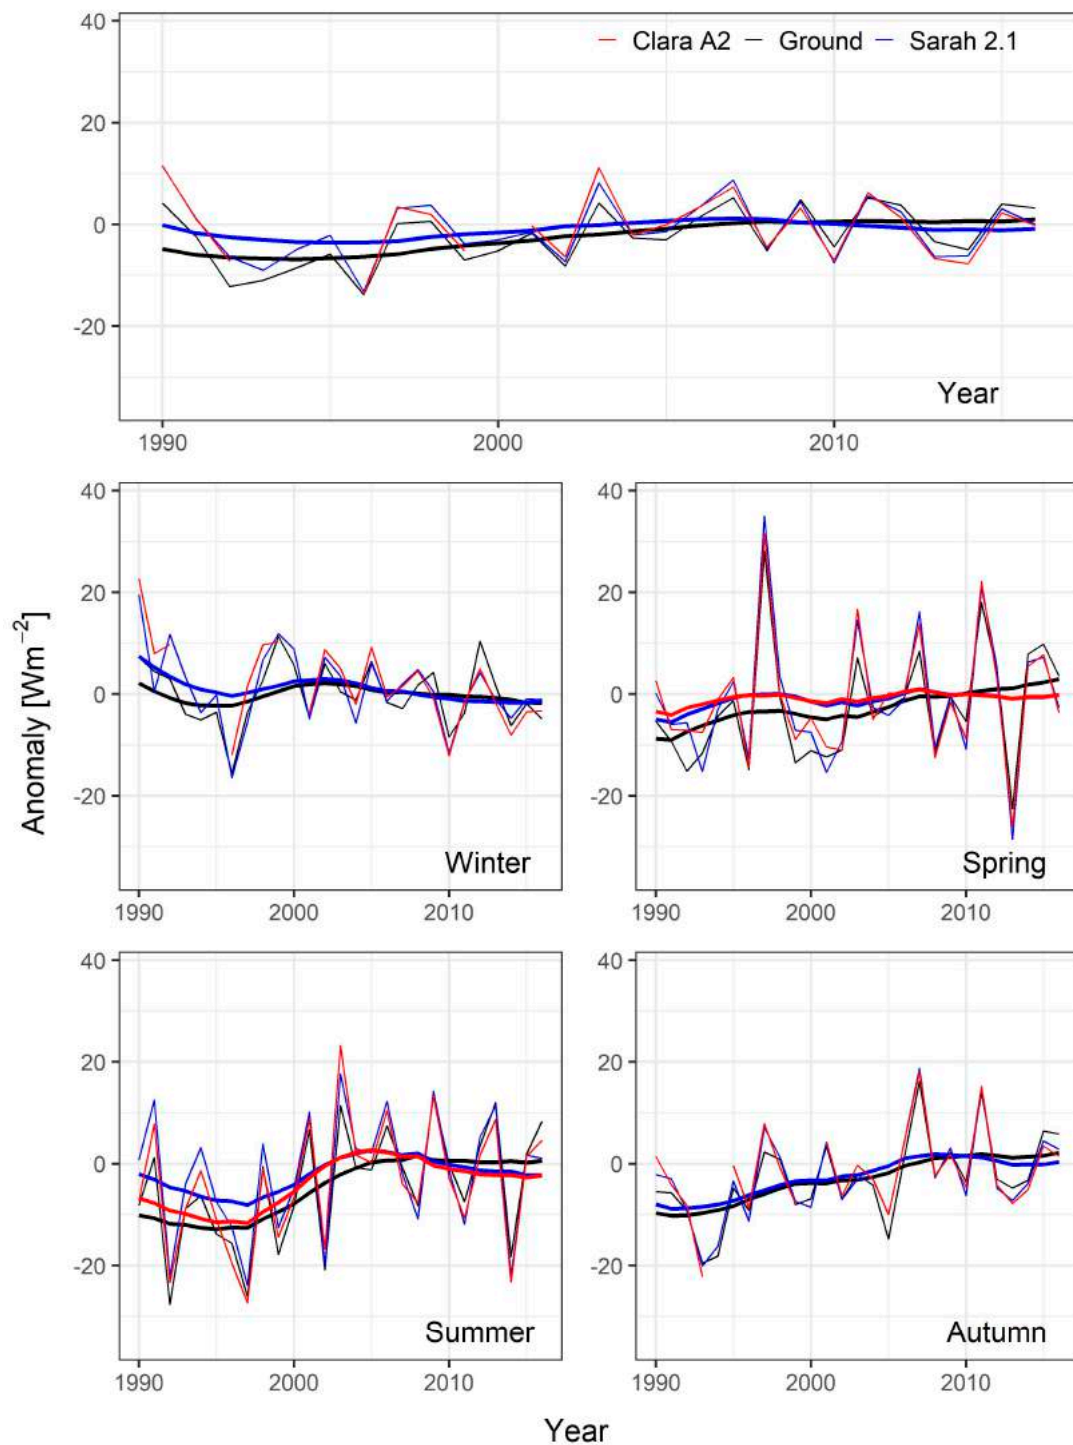 40
Clara A2 Ground Sarah 2.1
20
0
-20
Year
1990 2000 2010
40 40
20 20
0 0
-20 -20
Winter Spring
1990 2000 2010 1990 2000 2010
Anomaly [Wm⁻²]
40 40
20 20
0 0
-20 -20
Summer Autumn
1990 2000 2010 1990 2000 2010
Year